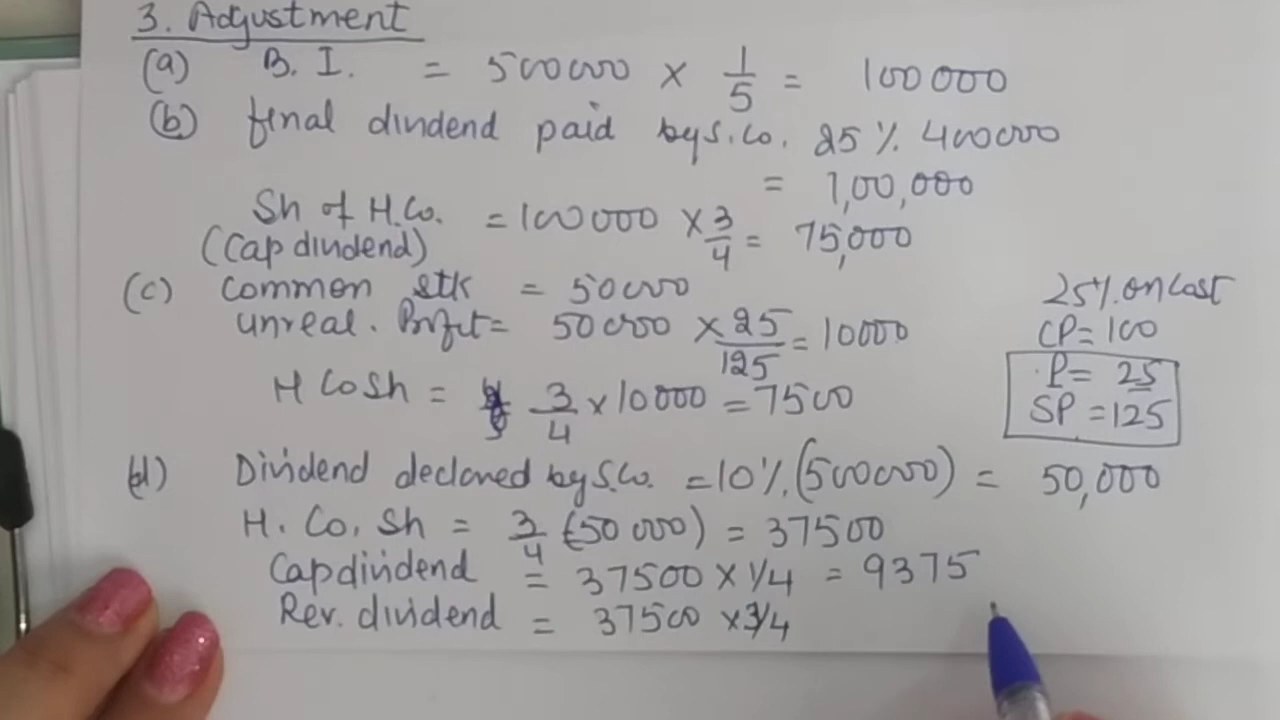 3. Adjustment
(a) B. I. = 500000 × 1/5 = 100000
(b) final dividend paid by S. Co. 25 % 400000
= 1,00,000
Sh of H. Co. = 100000 × 3/4 = 75,000
(Cap dividend)
(c) Common Stk = 50000
unreal. Profit = 50000 × 25/125 = 10000
H Co Sh = 3/4 × 10000 = 7500
25% on Cost
CP = 100
P = 25
SP = 125
(d) Dividend declared by S. Co. = 10% (500000) = 50,000
H. Co. Sh = 3/4 (50000) = 37500
Cap dividend = 37500 × 1/4 = 9375
Rev. dividend = 37500 × 3/4